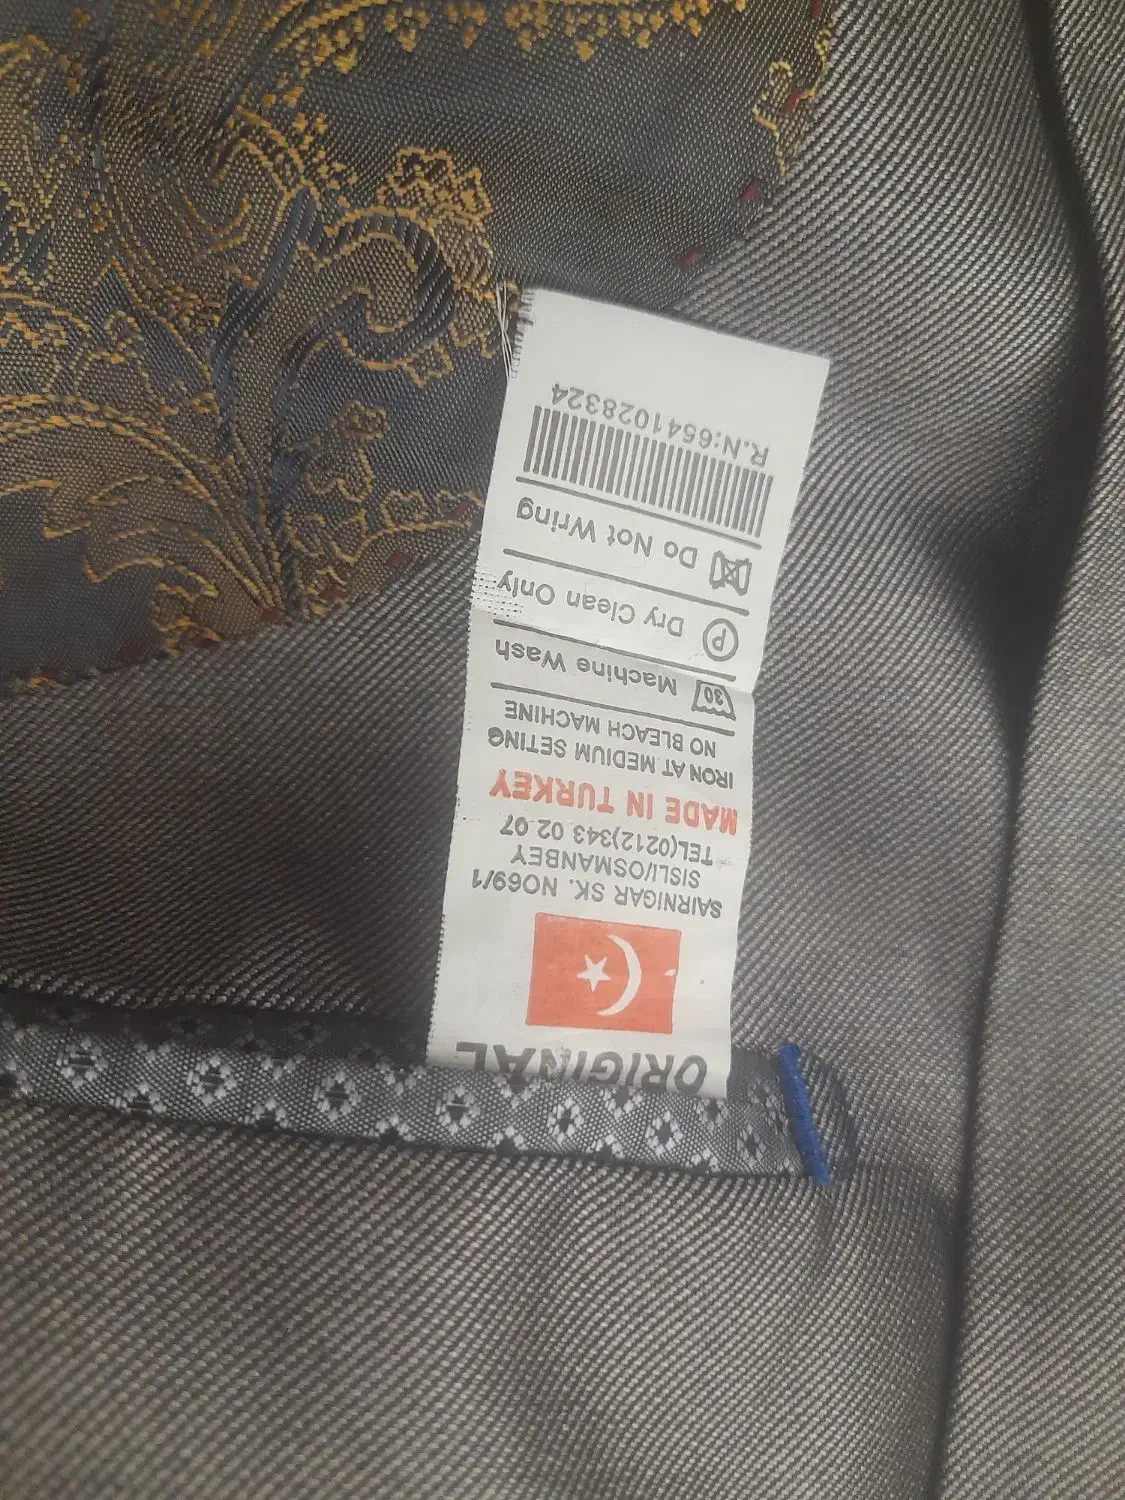 ORIGINAL
SAIRNIGAR SK. NO69/1
SISLI/OSMANBEY
TEL(0212)343 02 07
MADE IN TURKEY
IRON AT MEDIUM SETING
NO BLEACH MACHINE
30 Machine Wash
P Dry Clean Only
Do Not Wring
R.N:6541028324